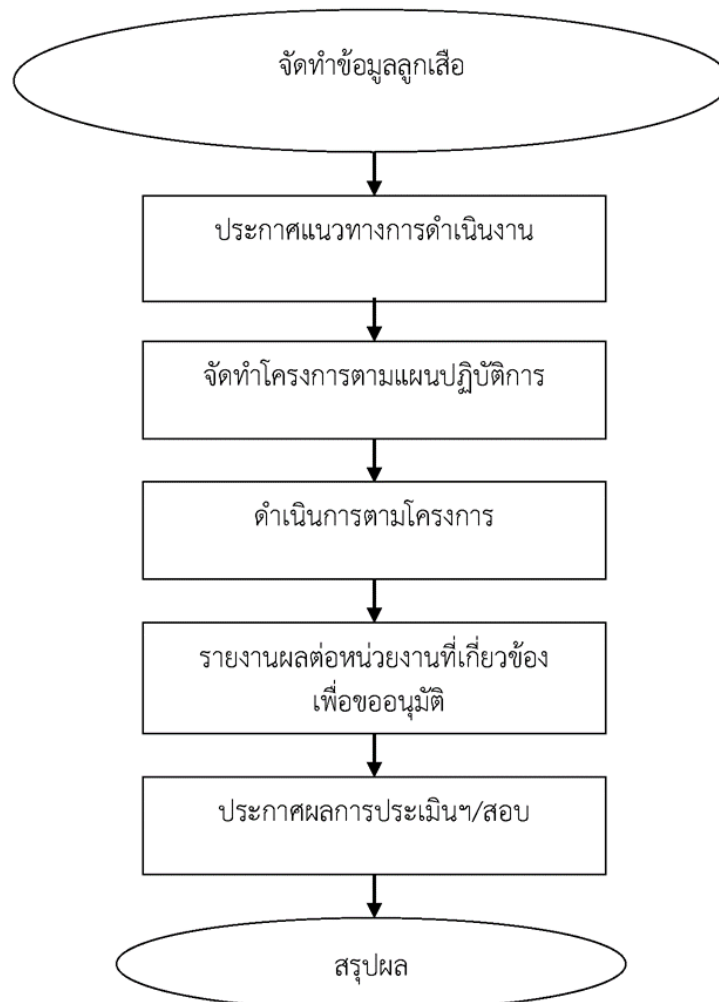 จัดทำข้อมูลลูกเสือ
ประกาศแนวทางการดำเนินงาน
จัดทำโครงการตามแผนปฏิบัติการ
ดำเนินการตามโครงการ
รายงานผลต่อหน่วยงานที่เกี่ยวข้อง
เพื่อขออนุมัติ
ประกาศผลการประเมินฯ/สอบ
สรุปผล